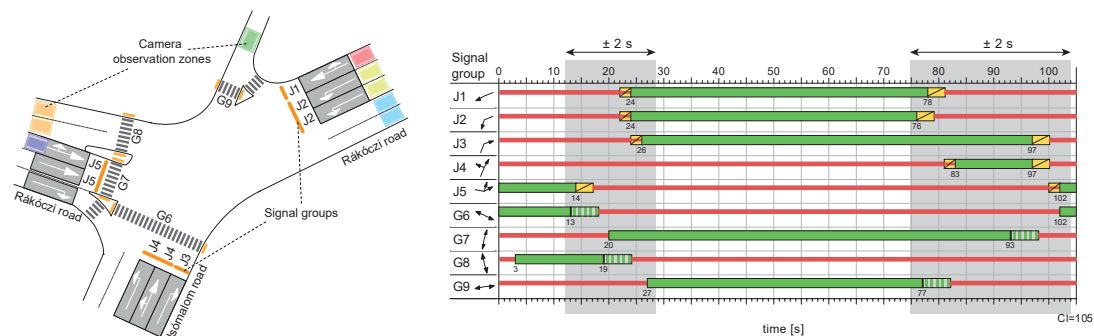 Camera
observation zones
G9
J1
J2
J2
G8
J5
J5
G7
Rákóczi road
Rákóczi road
G6
Signal groups
J4
J4
J3
lsómalom road
± 2 s
± 2 s
Signal
group
0 10 20 30 40 50 60 70 80 90 100
J1 24 78
J2 24 76
J3 26 97
J4 83 97
J5 14 102
G6 13 102
G7 20 93
G8 3 19
G9 27 77
time [s]
CI=105